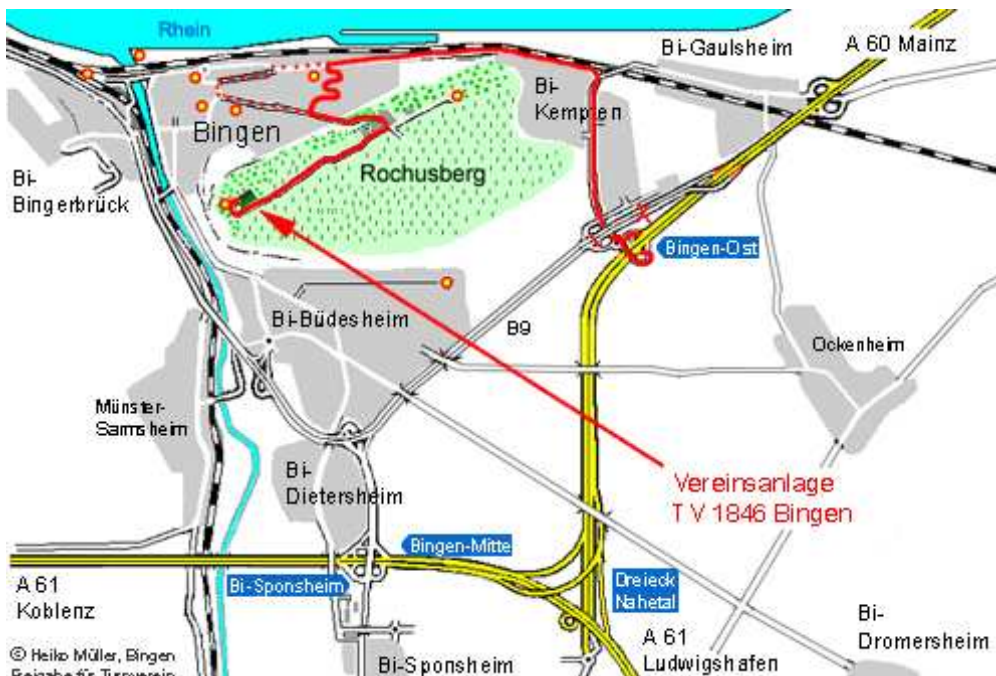 Rhein
Bi-Gaulsheim
A 60 Mainz
Bi-
Kempten
Bingen
Bi-
Bingerbrück
Rochusberg
Bingen-Ost
Bi-Büdesheim
B9
Ockenheim
Münster-
Sarmsheim
Bi-
Dietersheim
Vereinsanlage
TV 1846 Bingen
Bingen-Mitte
A 61
Koblenz
Bi-Sponsheim
Dreieck
Nahetal
Bi-
Dromersheim
A 61
Ludwigshafen
Bi-Sponsheim
© Heiko Müller, Bingen